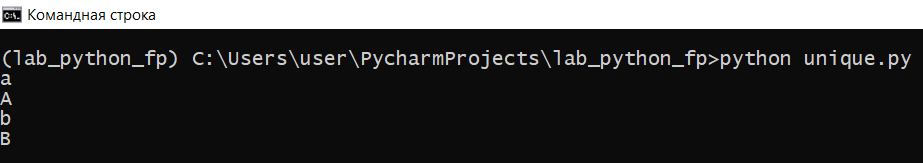 Командная строка
(lab_python_fp) C:\Users\user\PycharmProjects\lab_python_fp>python unique.py
a
A
b
B